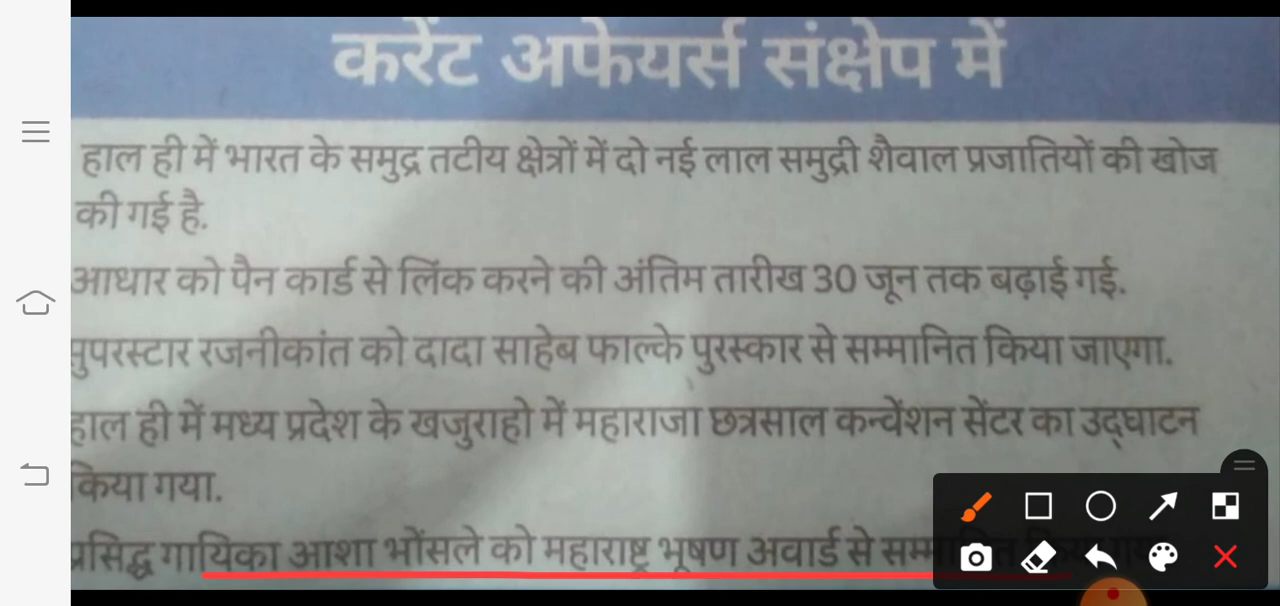 करेंट अफेयर्स संक्षेप में
हाल ही में भारत के समुद्र तटीय क्षेत्रों में दो नई लाल समुद्री शैवाल प्रजातियों की खोज
की गई है.
आधार को पैन कार्ड से लिंक करने की अंतिम तारीख 30 जून तक बढ़ाई गई.
सुपरस्टार रजनीकांत को दादा साहेब फाल्के पुरस्कार से सम्मानित किया जाएगा.
हाल ही में मध्य प्रदेश के खजुराहो में महाराजा छत्रसाल कन्वेंशन सेंटर का उद्घाटन
किया गया.
प्रसिद्ध गायिका आशा भोंसले को महाराष्ट्र भूषण अवार्ड से